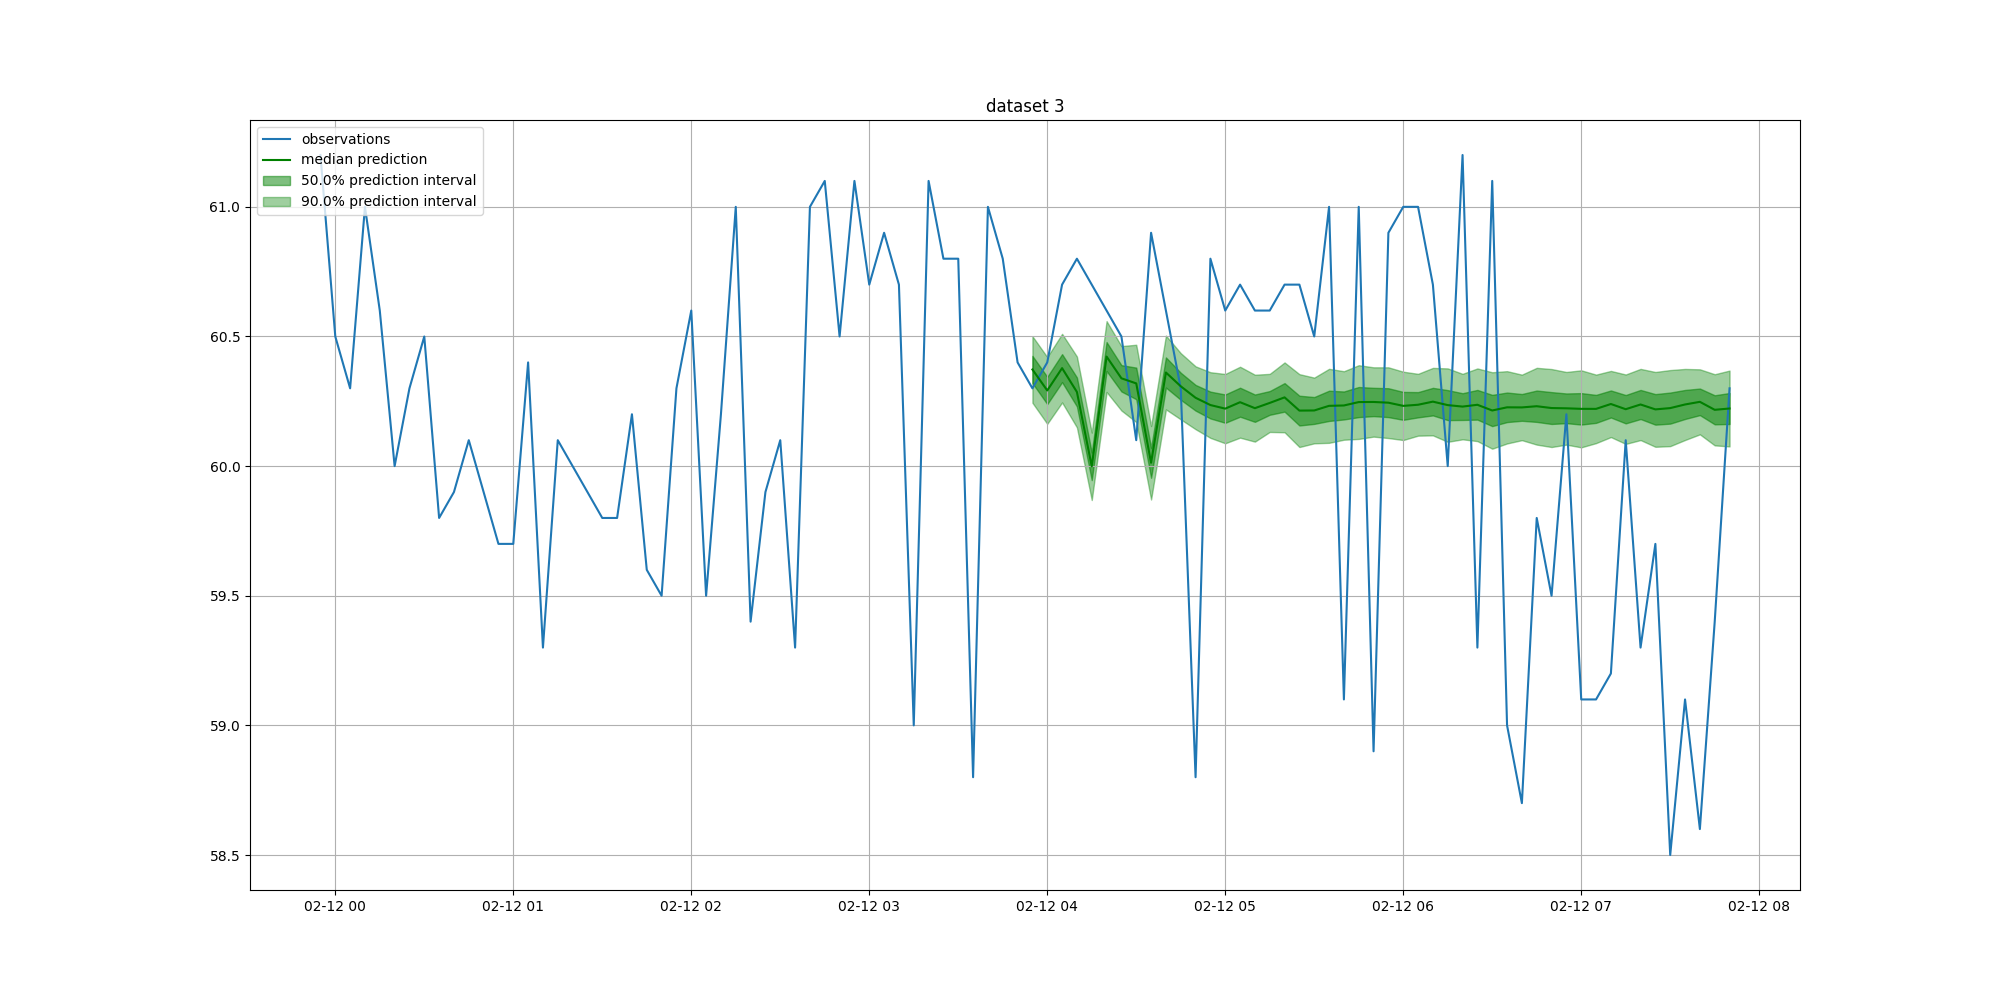 dataset 3
observations
median prediction
50.0% prediction interval
90.0% prediction interval
61.0
60.5
60.0
59.5
59.0
58.5
02-12 00 02-12 01 02-12 02 02-12 03 02-12 04 02-12 05 02-12 06 02-12 07 02-12 08